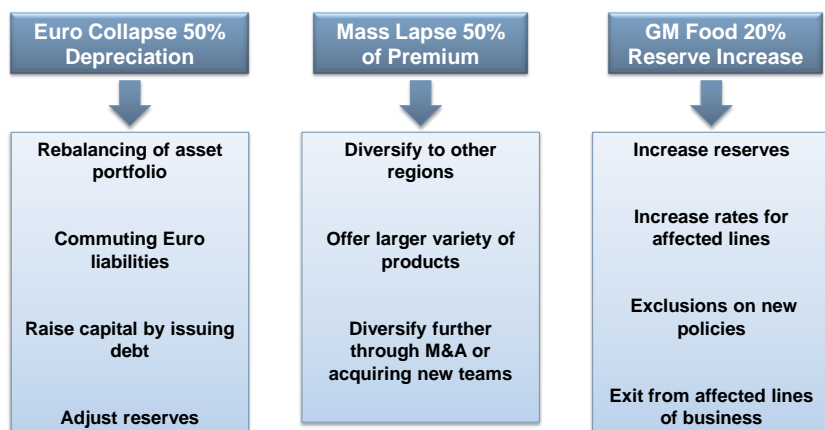 Euro Collapse 50%
Depreciation
Rebalancing of asset
portfolio
Commuting Euro
liabilities
Raise capital by issuing
debt
Adjust reserves
Mass Lapse 50%
of Premium
Diversify to other
regions
Offer larger variety of
products
Diversify further
through M&A or
acquiring new teams
GM Food 20%
Reserve Increase
Increase reserves
Increase rates for
affected lines
Exclusions on new
policies
Exit from affected lines
of business